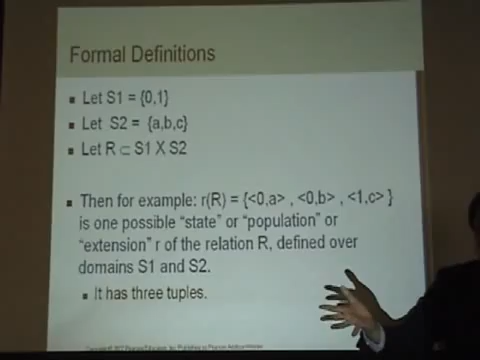 Formal Definitions
Let S1 = {0,1}
Let S2 = {a,b,c}
Let R ⊂ S1 X S2
Then for example: r(R) = {<0,a> , <0,b> , <1,c> }
is one possible "state" or "population" or
"extension" r of the relation R, defined over
domains S1 and S2.
It has three tuples.
Copyright © 2007 Pearson Education, Inc. Publishing as Pearson Addison-Wesley